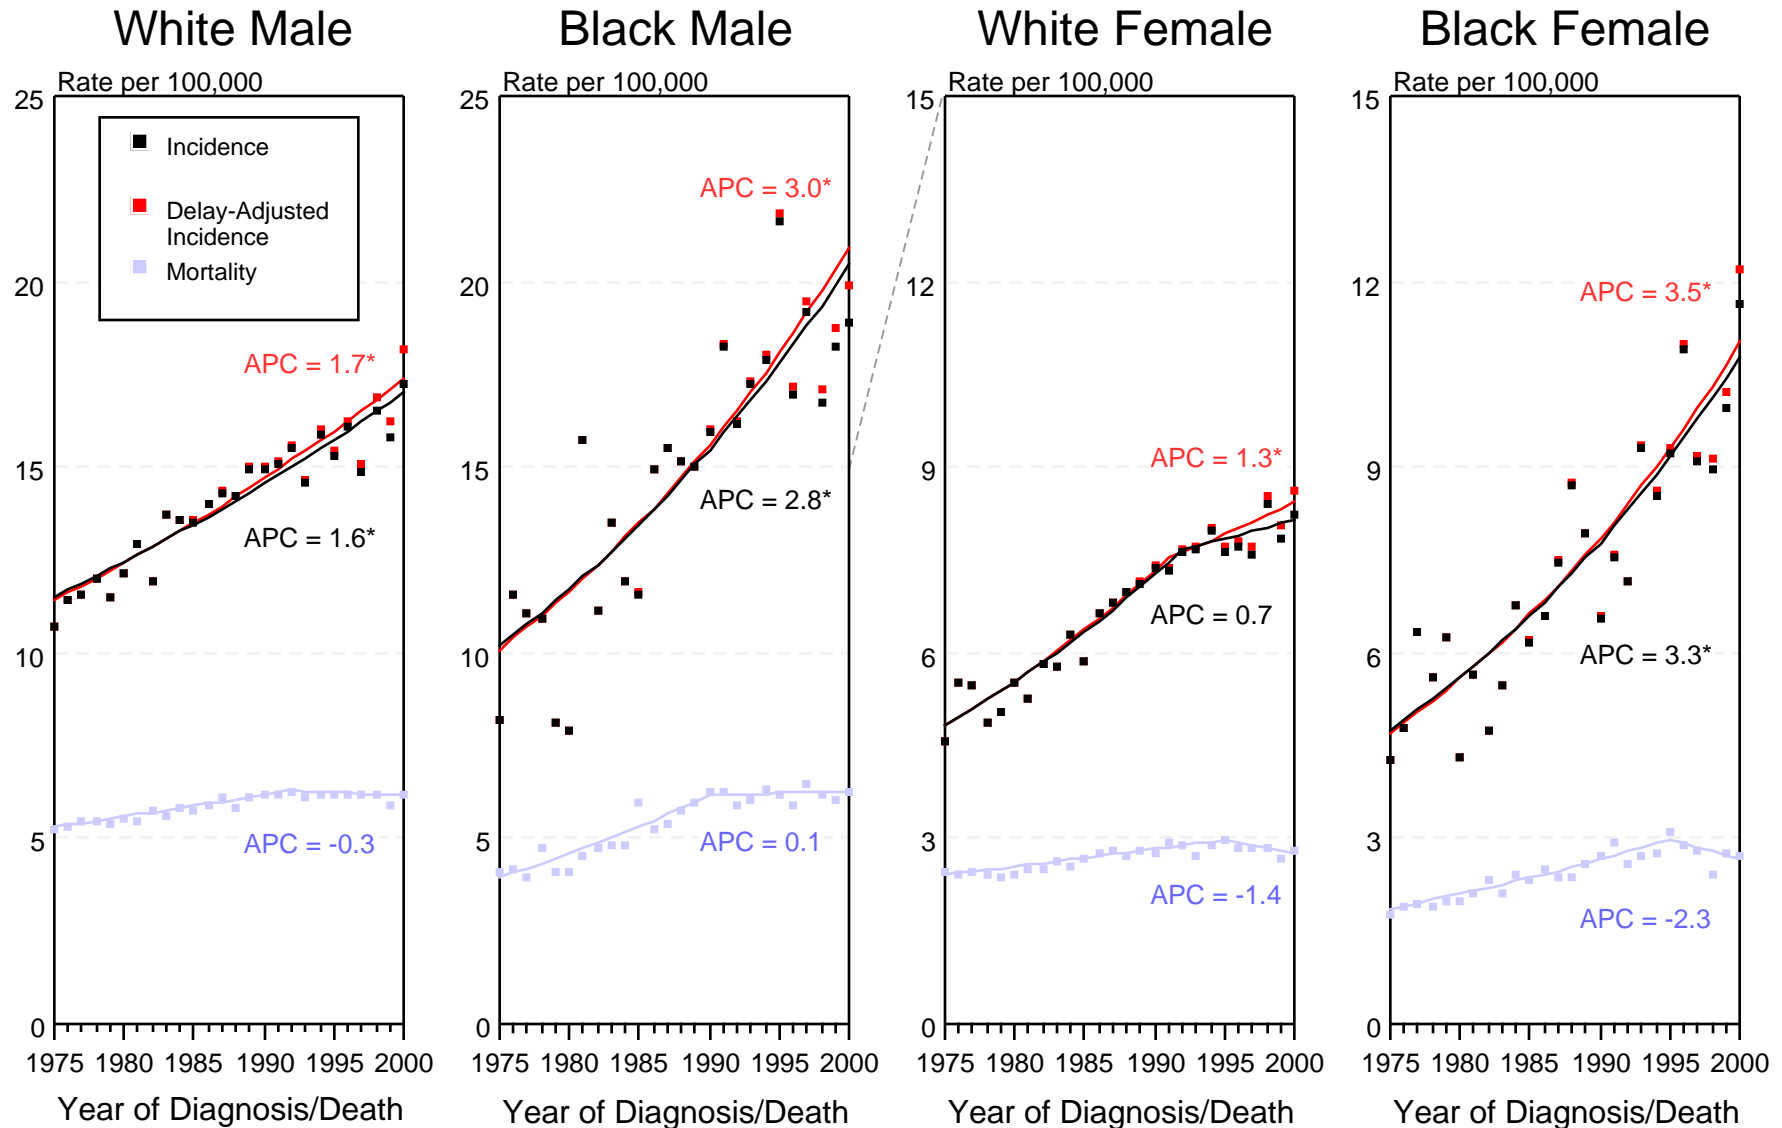 White Male
Black Male
White Female
Black Female
Rate per 100,000
Rate per 100,000
Rate per 100,000
Rate per 100,000
25
20
15
10
5
0
Incidence
Delay-Adjusted
Incidence
Mortality
APC = 1.7*
APC = 1.6*
APC = -0.3
1975 1980 1985 1990 1995 2000
Year of Diagnosis/Death
25
20
15
10
5
0
APC = 3.0*
APC = 2.8*
APC = 0.1
1975 1980 1985 1990 1995 2000
Year of Diagnosis/Death
15
12
9
6
3
0
APC = 1.3*
APC = 0.7
APC = -1.4
1975 1980 1985 1990 1995 2000
Year of Diagnosis/Death
15
12
9
6
3
0
APC = 3.5*
APC = 3.3*
APC = -2.3
1975 1980 1985 1990 1995 2000
Year of Diagnosis/Death